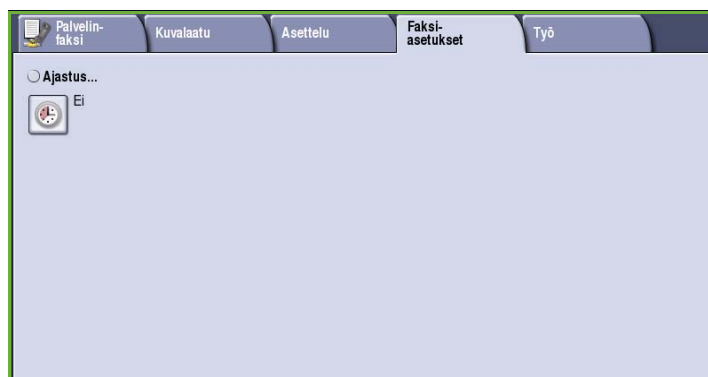 Palvelin-
faksi
Kuvalaatu
Asettelu
Faksi-
asetukset
Työ
Ajastus...
Ei